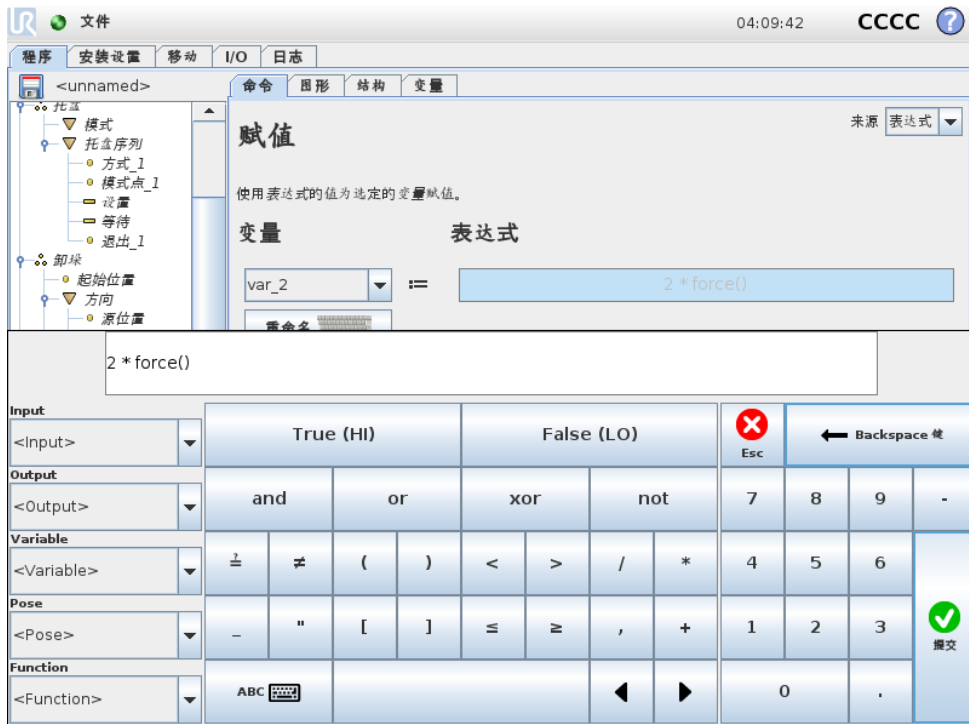 UR 文件 04:09:42 CCCC ?
程序 安装设置 移动 I/O 日志
<unnamed> 命令 图形 结构 变量
托盘
模式
托盘序列
方式_1
模式点_1
设置
等待
退出_1
卸垛
起始位置
方向
源位置
赋值
来源 表达式
使用表达式的值为选定的变量赋值。
变量 表达式
var_2 := 2 * force()
重命名
2 * force()
Input
<Input> True (HI) False (LO) Esc Backspace 键
Output
<Output> and or xor not 7 8 9 -
Variable
<Variable> ≟ ≠ ( ) < > / * 4 5 6
Pose
<Pose> _ " [ ] ≤ ≥ , + 1 2 3 提交
Function
<Function> ABC 0 .